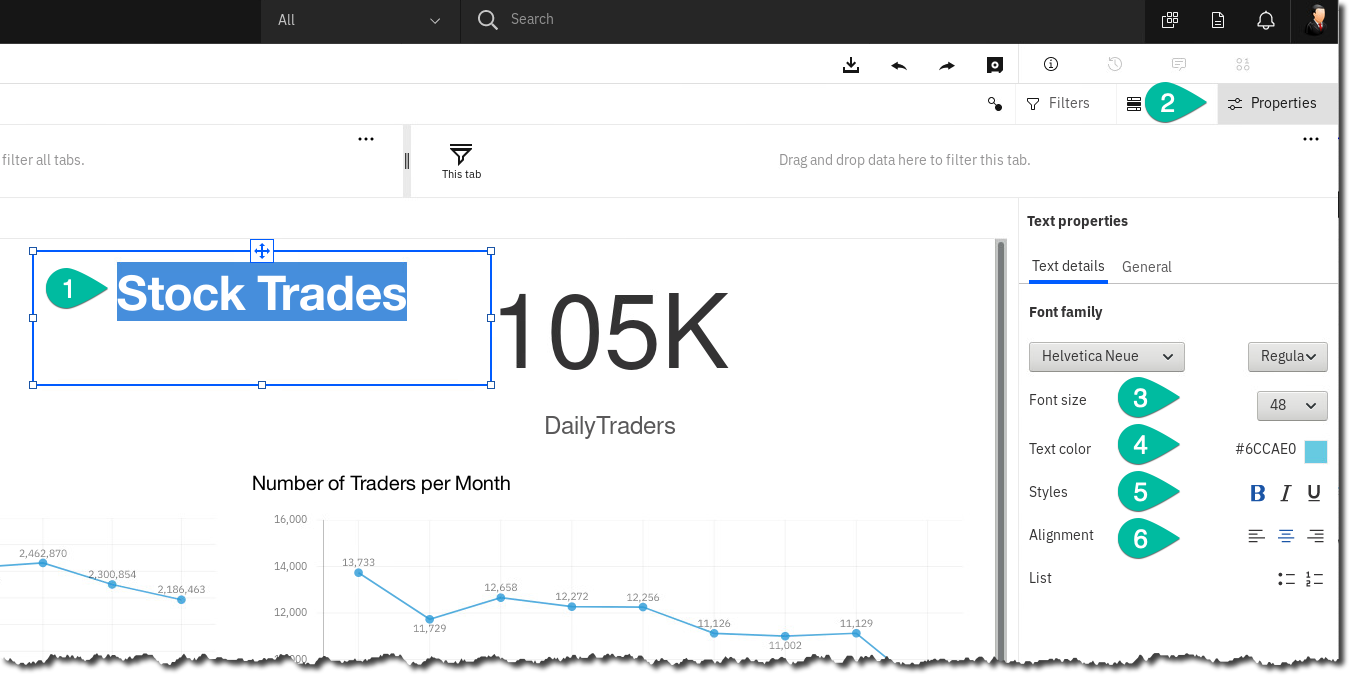 All
Search
Filters
2
Properties
filter all tabs.
This tab
Drag and drop data here to filter this tab.
Text properties
Text details
General
1
Stock Trades
105K
DailyTraders
Font family
Helvetica Neue
Regula
Font size
3
48
Text color
4
#6CCAE0
Styles
5
B I U
Alignment
6
List
Number of Traders per Month
16,000
14,000
12,000
2,462,870
2,300,854
2,186,463
13,733
11,729
12,658
12,272
12,256
11,126
11,002
11,129